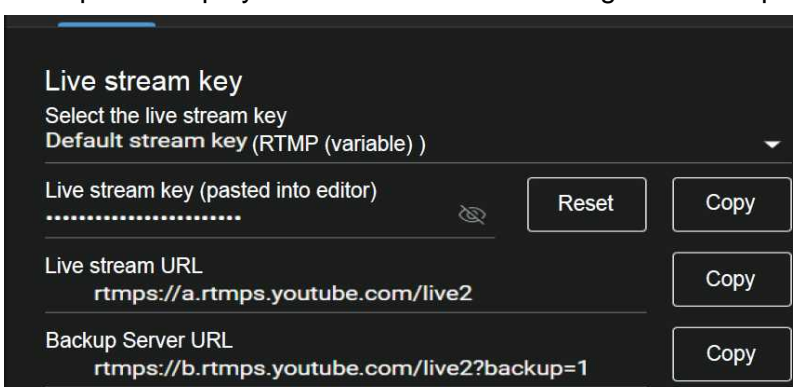 Live stream key
Select the live stream key
Default stream key (RTMP (variable) )
Live stream key (pasted into editor)
••••••••••••••••••••••••
Reset
Copy
Live stream URL
rtmps://a.rtmps.youtube.com/live2
Copy
Backup Server URL
rtmps://b.rtmps.youtube.com/live2?backup=1
Copy